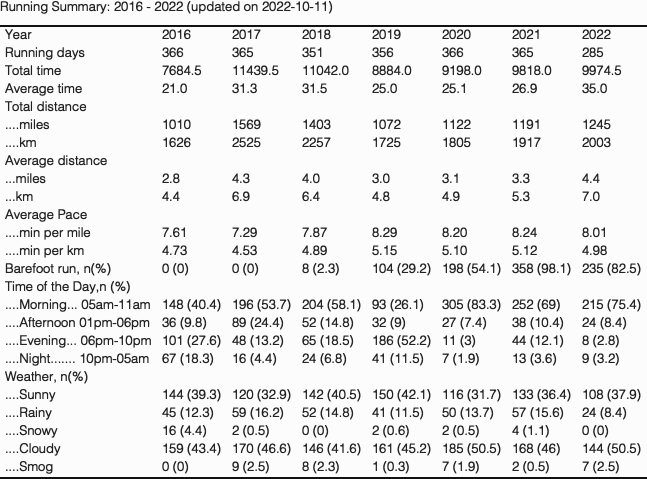 Running Summary: 2016 - 2022 (updated on 2022-10-11)
Year 2016 2017 2018 2019 2020 2021 2022
Running days 366 365 351 356 366 365 285
Total time 7684.5 11439.5 11042.0 8884.0 9198.0 9818.0 9974.5
Average time 21.0 31.3 31.5 25.0 25.1 26.9 35.0
Total distance
....miles 1010 1569 1403 1072 1122 1191 1245
....km 1626 2525 2257 1725 1805 1917 2003
Average distance
...miles 2.8 4.3 4.0 3.0 3.1 3.3 4.4
...km 4.4 6.9 6.4 4.8 4.9 5.3 7.0
Average Pace
....min per mile 7.61 7.29 7.87 8.29 8.20 8.24 8.01
....min per km 4.73 4.53 4.89 5.15 5.10 5.12 4.98
Barefoot run, n(%) 0 (0) 0 (0) 8 (2.3) 104 (29.2) 198 (54.1) 358 (98.1) 235 (82.5)
Time of the Day,n (%)
....Morning... 05am-11am 148 (40.4) 196 (53.7) 204 (58.1) 93 (26.1) 305 (83.3) 252 (69) 215 (75.4)
....Afternoon 01pm-06pm 36 (9.8) 89 (24.4) 52 (14.8) 32 (9) 27 (7.4) 38 (10.4) 24 (8.4)
....Evening... 06pm-10pm 101 (27.6) 48 (13.2) 65 (18.5) 186 (52.2) 11 (3) 44 (12.1) 8 (2.8)
....Night....... 10pm-05am 67 (18.3) 16 (4.4) 24 (6.8) 41 (11.5) 7 (1.9) 13 (3.6) 9 (3.2)
Weather, n(%)
....Sunny 144 (39.3) 120 (32.9) 142 (40.5) 150 (42.1) 116 (31.7) 133 (36.4) 108 (37.9)
....Rainy 45 (12.3) 59 (16.2) 52 (14.8) 41 (11.5) 50 (13.7) 57 (15.6) 24 (8.4)
....Snowy 16 (4.4) 2 (0.5) 0 (0) 2 (0.6) 2 (0.5) 4 (1.1) 0 (0)
....Cloudy 159 (43.4) 170 (46.6) 146 (41.6) 161 (45.2) 185 (50.5) 168 (46) 144 (50.5)
....Smog 0 (0) 9 (2.5) 8 (2.3) 1 (0.3) 7 (1.9) 2 (0.5) 7 (2.5)